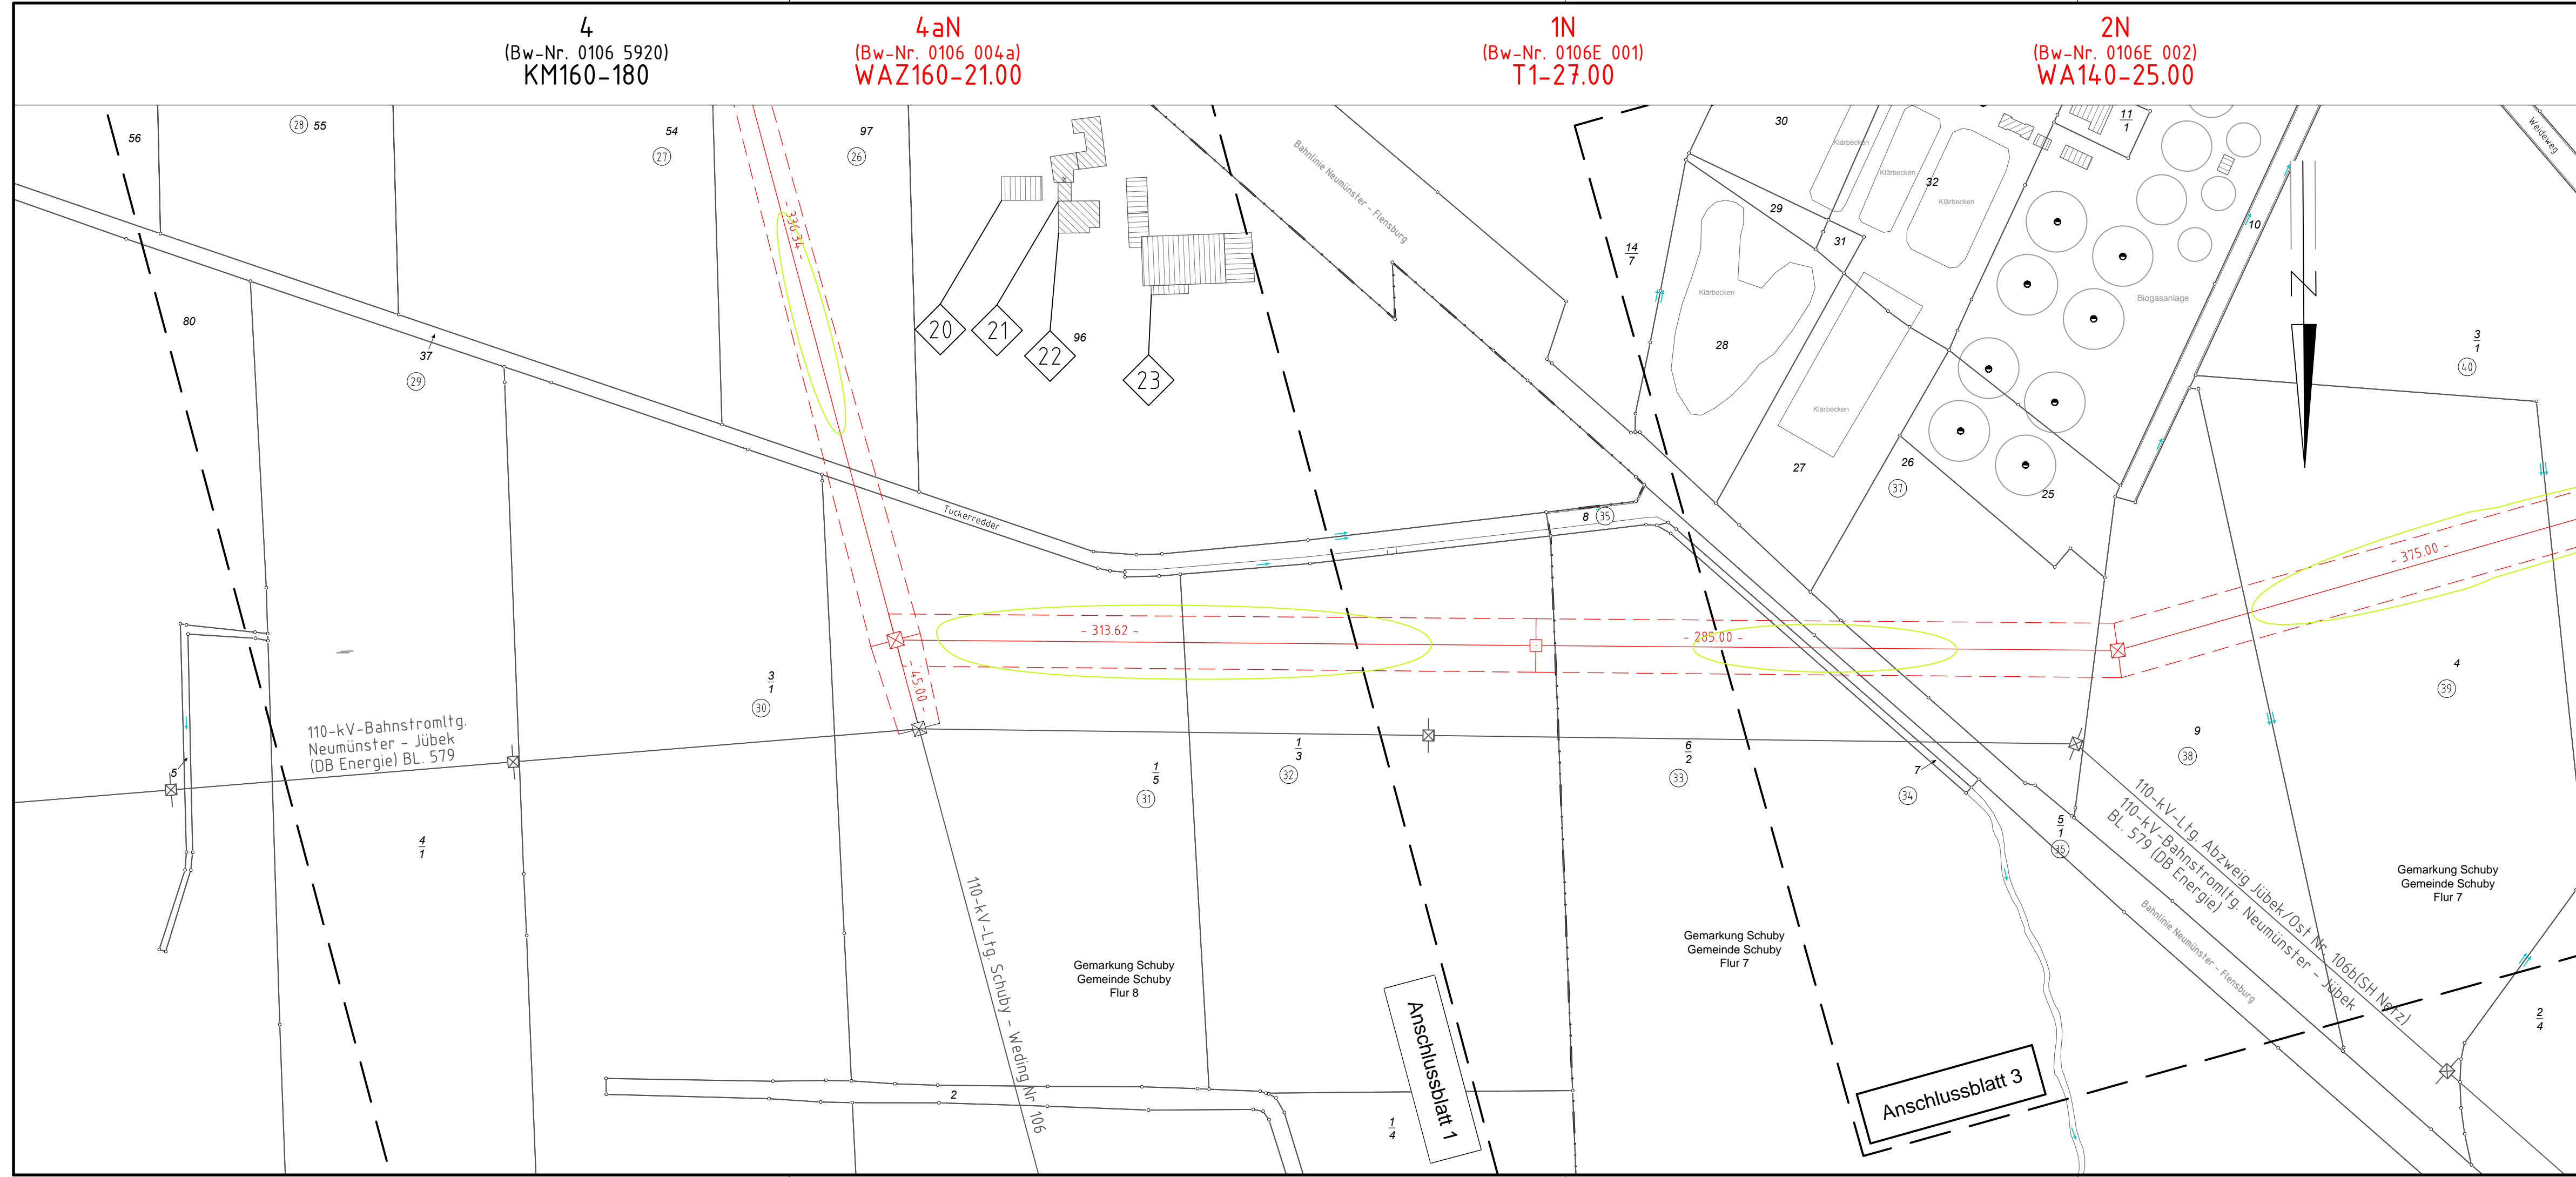 4
(Bw-Nr. 0106 5920)
KM160-180
4aN
(Bw-Nr. 0106 004a)
WAZ160-21.00
1N
(Bw-Nr. 0106E 001)
T1-27.00
2N
(Bw-Nr. 0106E 002)
WA140-25.00
56
28 55
54
27
97
26
- 336.34 -
Bahnlinie Neumünster - Flensburg
30
Klärbecken
Klärbecken
32
Klärbecken
11
1
Weideweg
29
31
14
7
10
N
80
37
29
20
21
22
96
23
Klärbecken
28
Biogasanlage
3
1
40
Klärbecken
27
26
37
25
Tuckerredder
8
35
- 375.00 -
- 313.62 -
- 285.00 -
- 45.00 -
3
1
30
4
39
110-kV-Bahnstromltg.
Neumünster - Jübek
(DB Energie) BL. 579
5
1
5
31
1
3
32
6
2
33
7
34
9
38
4
1
5
1
36
110-kV-Ltg. Abzweig Jübek/Ost Nr. 106b(SH Netz)
110-kV-Bahnstromltg. Neumünster - Jübek
BL. 579 (DB Energie)
Bahnlinie Neumünster - Flensburg
Gemarkung Schuby
Gemeinde Schuby
Flur 7
110-kV-Ltg. Schuby - Weding Nr. 106
Gemarkung Schuby
Gemeinde Schuby
Flur 8
Gemarkung Schuby
Gemeinde Schuby
Flur 7
2
4
2
1
4
Anschlussblatt 1
Anschlussblatt 3